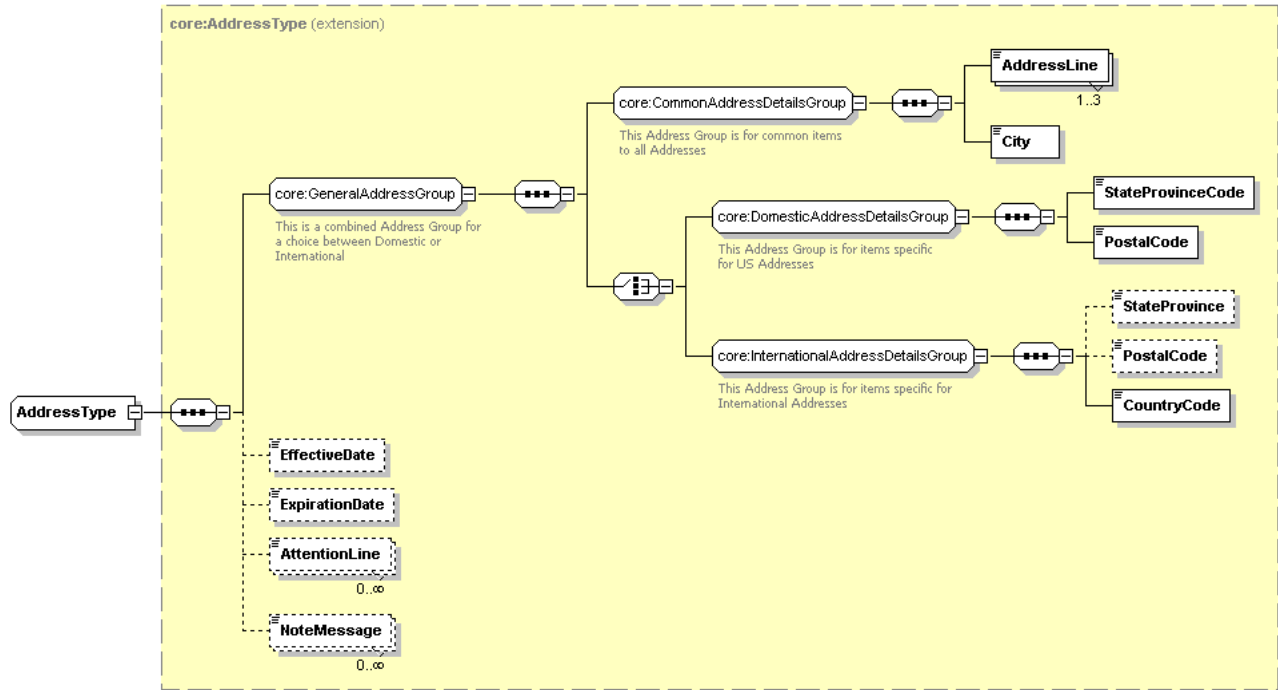 core:AddressType (extension)
AddressLine
1..3
core:CommonAddressDetailsGroup
This Address Group is for common items
to all Addresses
City
core:GeneralAddressGroup
This is a combined Address Group for
a choice between Domestic or
International
StateProvinceCode
core:DomesticAddressDetailsGroup
This Address Group is for items specific
for US Addresses
PostalCode
StateProvince
core:InternationalAddressDetailsGroup
This Address Group is for items specific for
International Addresses
PostalCode
CountryCode
AddressType
EffectiveDate
ExpirationDate
AttentionLine
0..∞
NoteMessage
0..∞